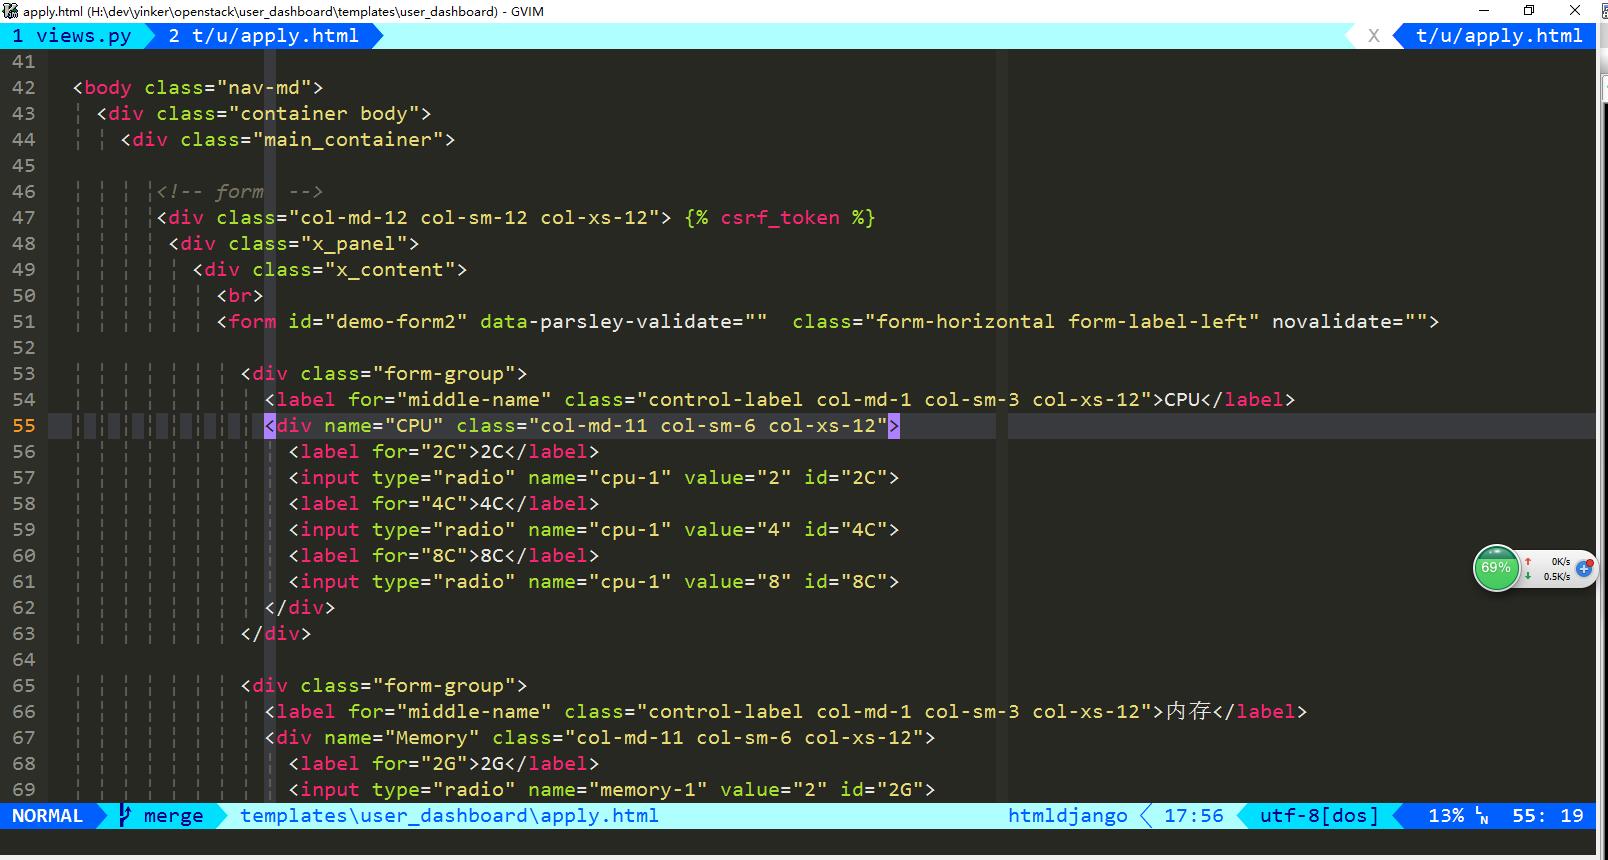 apply.html (H:\dev\yinker\openstack\user_dashboard\templates\user_dashboard) - GVIM
1 views.py 2 t/u/apply.html X t/u/apply.html
41
42 <body class="nav-md">
43 <div class="container body">
44 <div class="main_container">
45
46 <!-- form -->
47 <div class="col-md-12 col-sm-12 col-xs-12"> {% csrf_token %}
48 <div class="x_panel">
49 <div class="x_content">
50 <br>
51 <form id="demo-form2" data-parsley-validate="" class="form-horizontal form-label-left" novalidate="">
52
53 <div class="form-group">
54 <label for="middle-name" class="control-label col-md-1 col-sm-3 col-xs-12">CPU</label>
55 <div name="CPU" class="col-md-11 col-sm-6 col-xs-12">
56 <label for="2C">2C</label>
57 <input type="radio" name="cpu-1" value="2" id="2C">
58 <label for="4C">4C</label>
59 <input type="radio" name="cpu-1" value="4" id="4C">
60 <label for="8C">8C</label>
61 <input type="radio" name="cpu-1" value="8" id="8C">
62 </div>
63 </div>
64
65 <div class="form-group">
66 <label for="middle-name" class="control-label col-md-1 col-sm-3 col-xs-12">内存</label>
67 <div name="Memory" class="col-md-11 col-sm-6 col-xs-12">
68 <label for="2G">2G</label>
69 <input type="radio" name="memory-1" value="2" id="2G">
69%
0K/s
0.5K/s
NORMAL merge templates\user_dashboard\apply.html htmldjango 17:56 utf-8[dos] 13% LN 55: 19